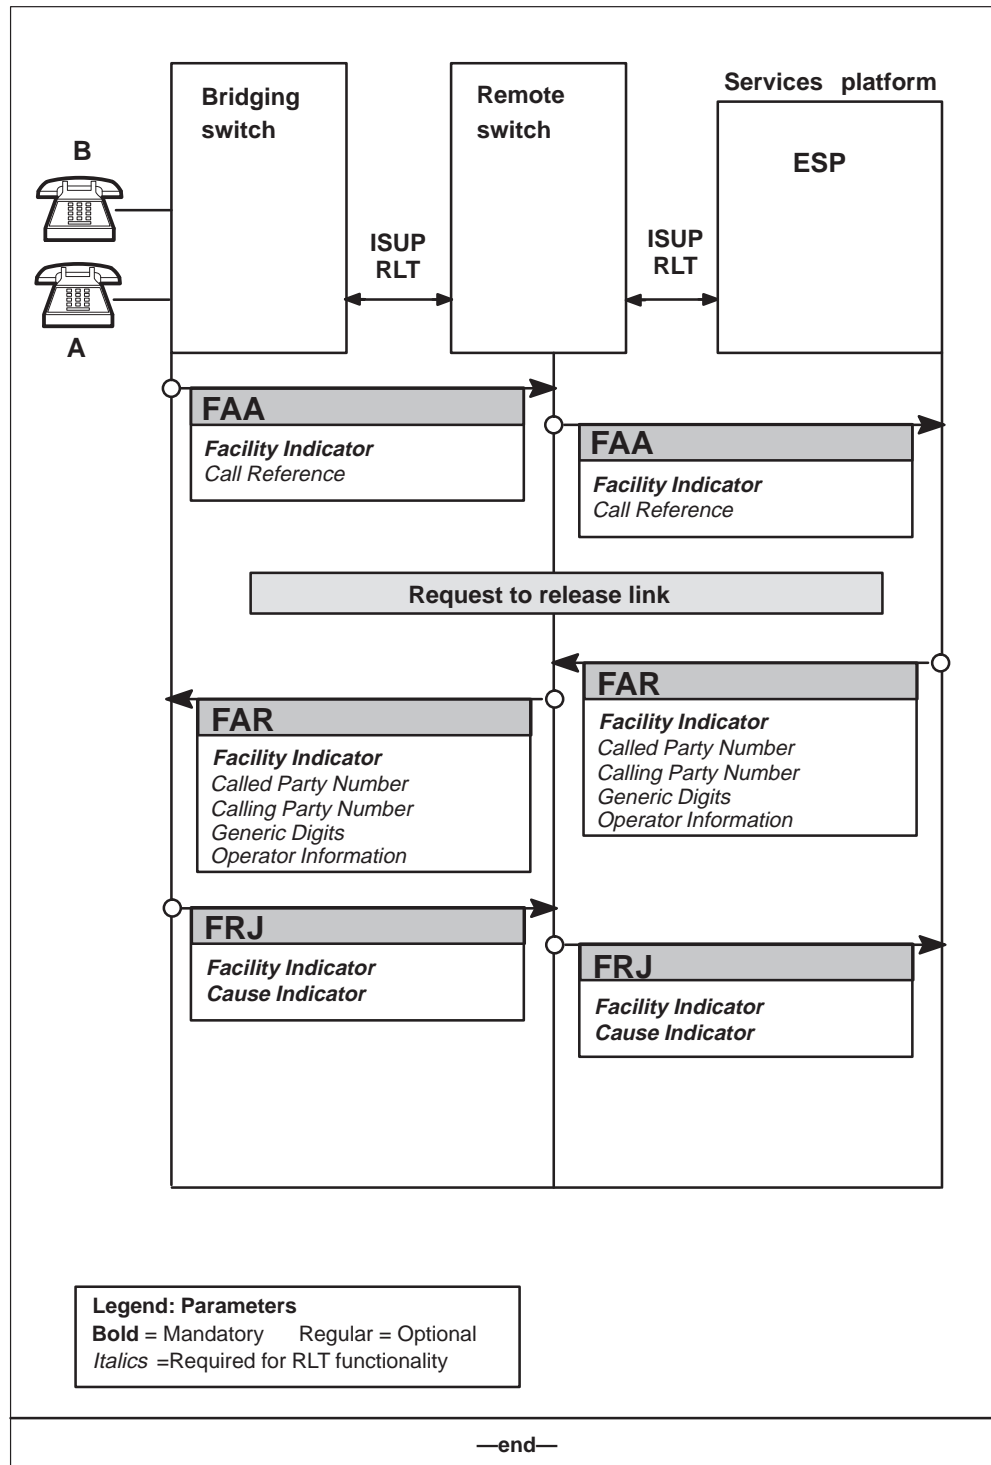 Services platform
Bridging
switch
Remote
switch
ESP
B
ISUP
RLT
ISUP
RLT
A
FAA
Facility Indicator
Call Reference
FAA
Facility Indicator
Call Reference
Request to release link
FAR
Facility Indicator
Called Party Number
Calling Party Number
Generic Digits
Operator Information
FAR
Facility Indicator
Called Party Number
Calling Party Number
Generic Digits
Operator Information
FRJ
Facility Indicator
Cause Indicator
FRJ
Facility Indicator
Cause Indicator
Legend: Parameters
Bold = Mandatory Regular = Optional
Italics =Required for RLT functionality
—end—